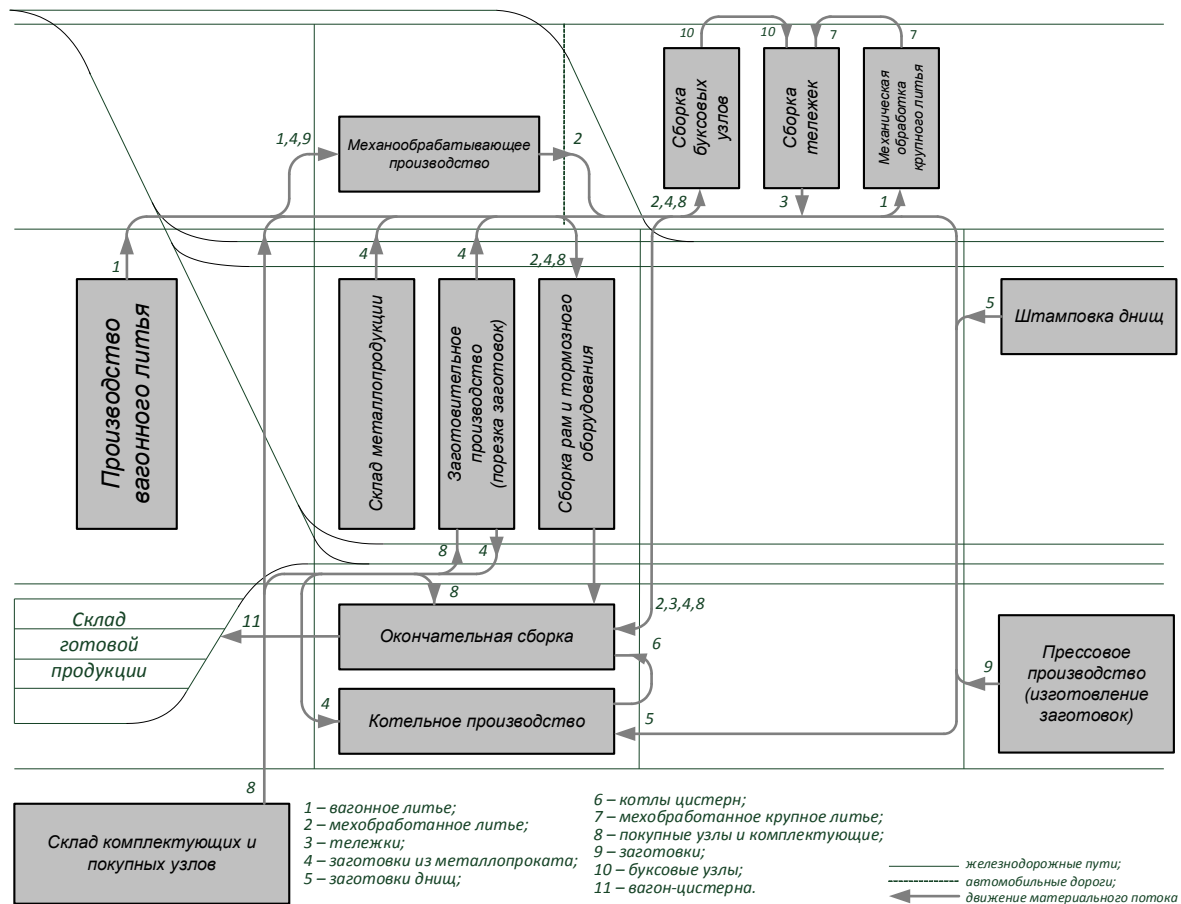 10
10
7
7
Сборка
буксовых
узлов
Сборка
тележек
Механическая
обработка
крупного литья
1,4,9
Механообрабатывающее
производство
2
2,4,8
3
1
1
4
4
2,4,8
Производство
вагонного литья
Склад металлопродукции
Заготовительное
производство
(порезка заготовок)
Сборка рам и тормозного
оборудования
5
Штамповка днищ
8
4
8
2,3,4,8
Склад
готовой
продукции
11
Окончательная сборка
6
4
Котельное производство
5
9
Прессовое
производство
(изготовление
заготовок)
8
Склад комплектующих и
покупных узлов
1 – вагонное литье;
2 – мехобработанное литье;
3 – тележки;
4 – заготовки из металлопроката;
5 – заготовки днищ;
6 – котлы цистерн;
7 – мехобработанное крупное литье;
8 – покупные узлы и комплектующие;
9 – заготовки;
10 – буксовые узлы;
11 – вагон-цистерна.
железнодорожные пути;
автомобильные дороги;
движение материального потока